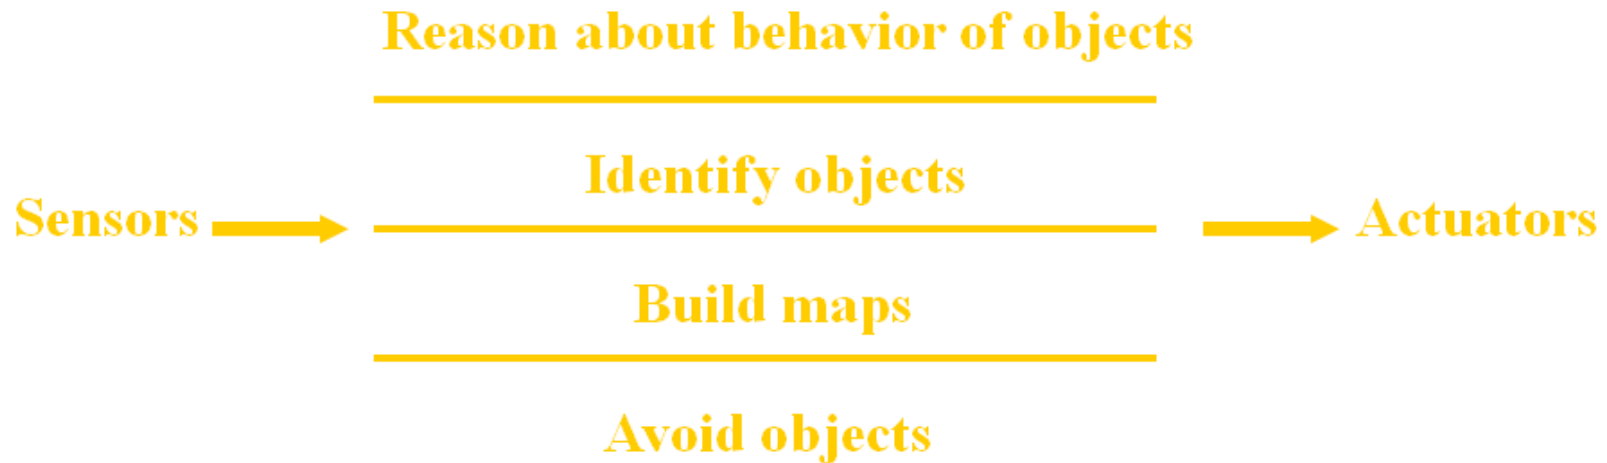 Reason about behavior of objects
Identify objects
Sensors
Actuators
Build maps
Avoid objects